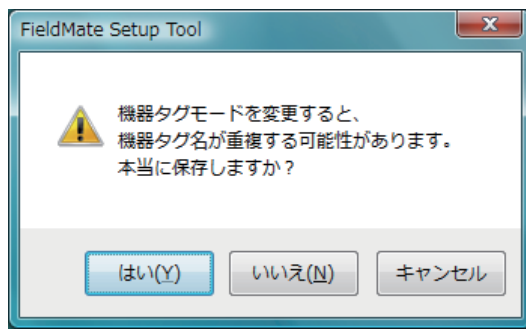 FieldMate Setup Tool
機器タグモードを変更すると、
機器タグ名が重複する可能性があります。
本当に保存しますか？
はい(Y) いいえ(N) キャンセル